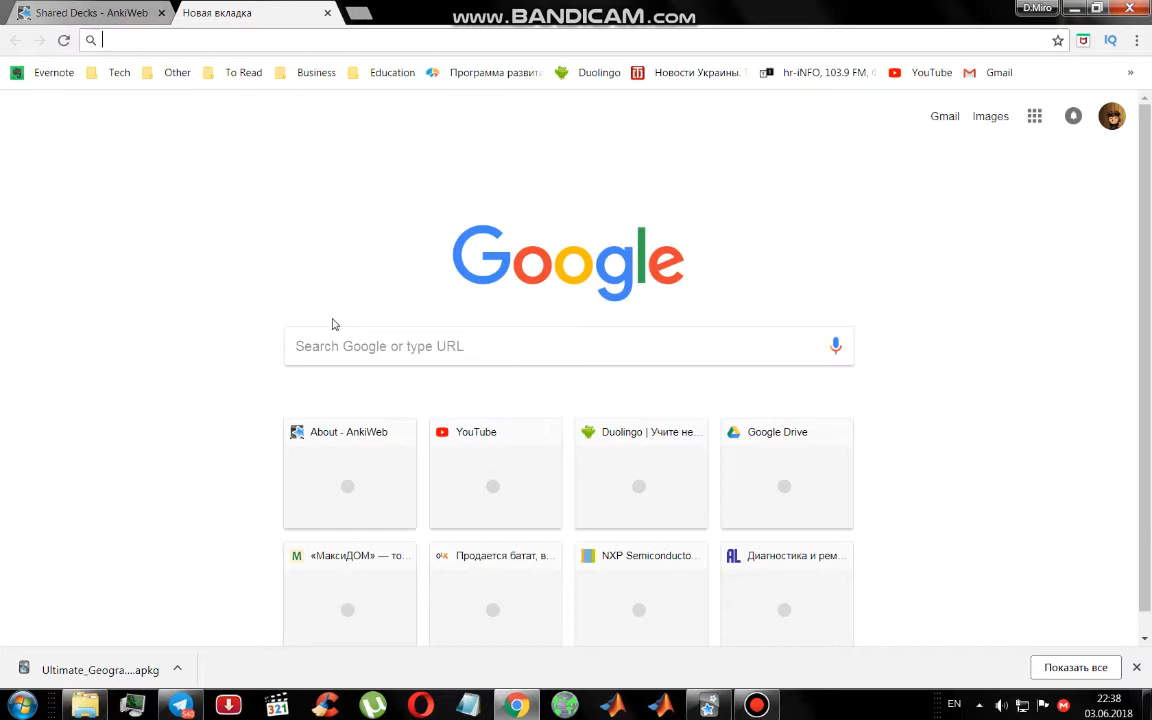 Shared Decks - AnkiWeb
Новая вкладка
WWW.BANDICAM.COM
D.Miro
Evernote
Tech
Other
To Read
Business
Education
Программа развит
Duolingo
Новости Украины.
hr-iNFO, 103.9 FM,
YouTube
Gmail
»
Gmail
Images
Google
Search Google or type URL
About - AnkiWeb
YouTube
Duolingo | Учите не...
Google Drive
«МаксиДОМ» — то...
Продается батат, в...
NXP Semiconducto...
Диагностика и рем...
Ultimate_Geogra....apkg
Показать все
EN
22:38
03.06.2018